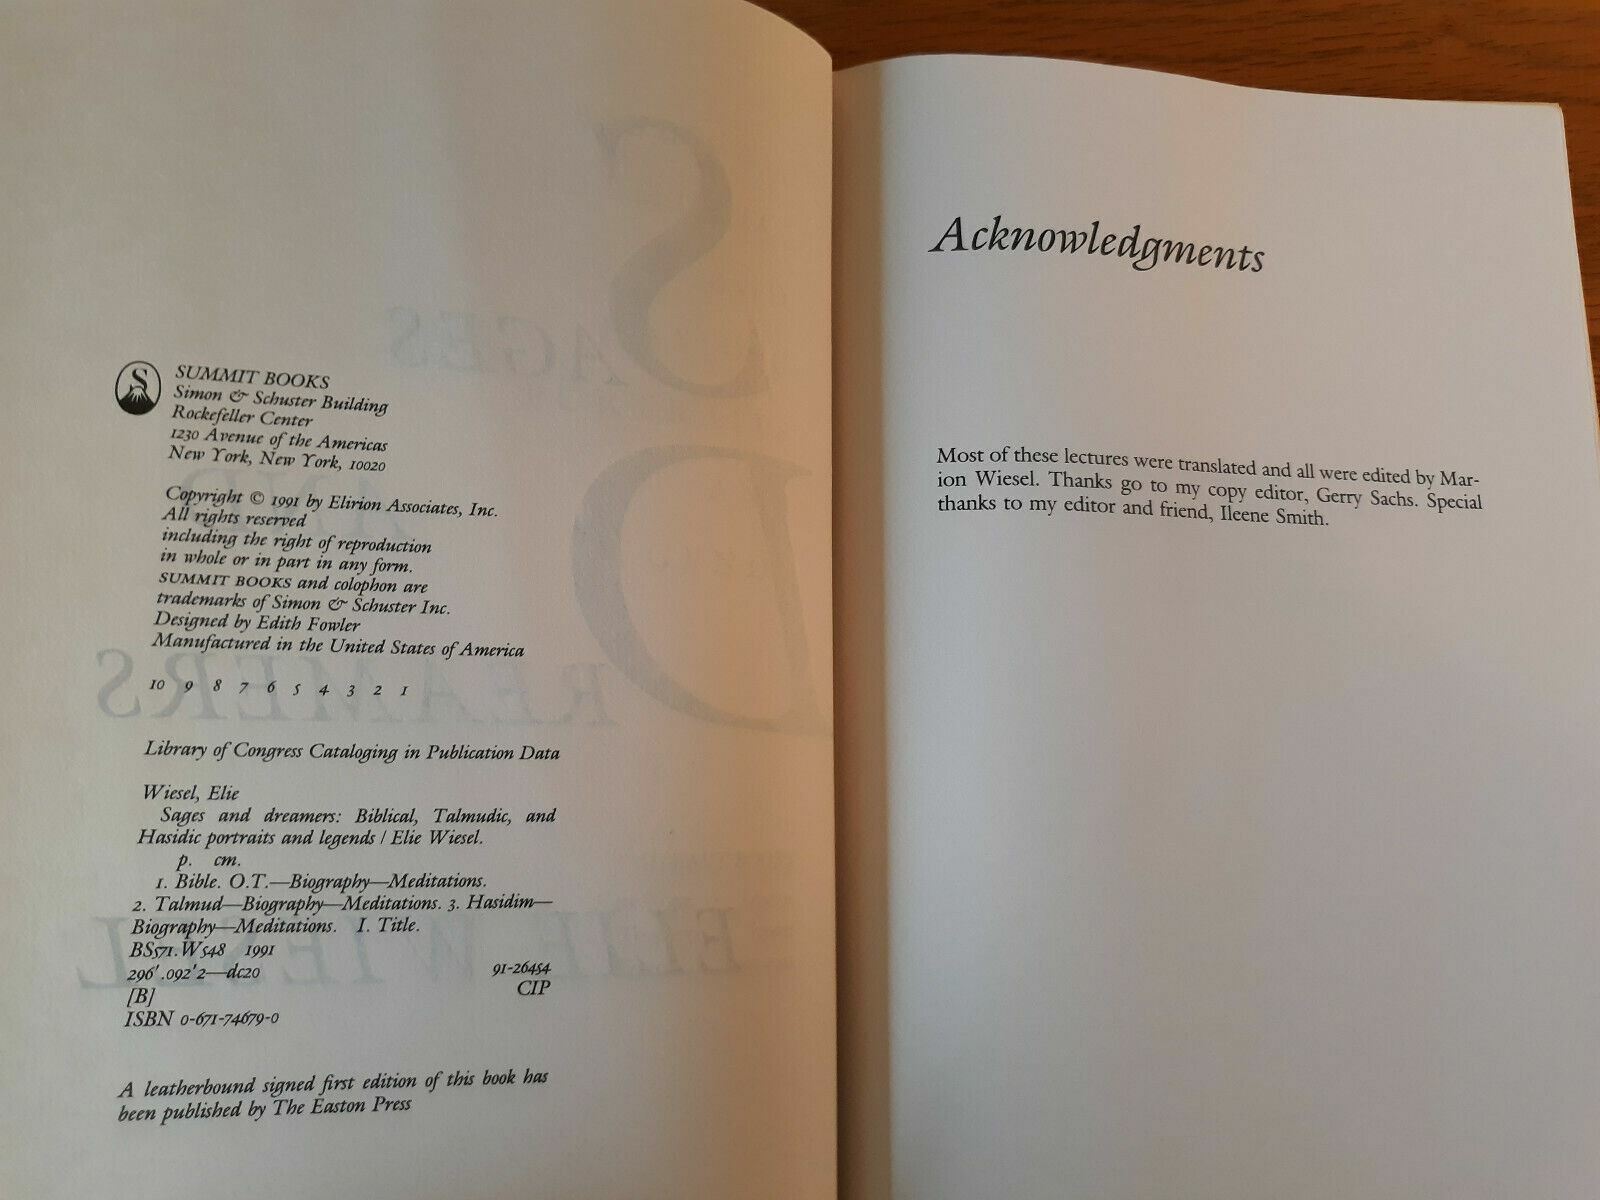 S
SUMMIT BOOKS
Simon & Schuster Building
Rockefeller Center
1230 Avenue of the Americas
New York, New York, 10020
Copyright © 1991 by Elirion Associates, Inc.
All rights reserved
including the right of reproduction
in whole or in part in any form.
SUMMIT BOOKS and colophon are
trademarks of Simon & Schuster Inc.
Designed by Edith Fowler
Manufactured in the United States of America
10 9 8 7 6 5 4 3 2 1
Library of Congress Cataloging in Publication Data
Wiesel, Elie
Sages and dreamers: Biblical, Talmudic, and
Hasidic portraits and legends / Elie Wiesel.
p. cm.
1. Bible. O.T.—Biography—Meditations.
2. Talmud—Biography—Meditations. 3. Hasidim—
Biography—Meditations. I. Title.
BS571.W548 1991
296'.092'2—dc20 91-26454
[B] CIP
ISBN 0-671-74679-0
A leatherbound signed first edition of this book has
been published by The Easton Press
SAGES
AND
DREAMERS
ELIE WIESEL
Acknowledgments
Most of these lectures were translated and all were edited by Mar-
ion Wiesel. Thanks go to my copy editor, Gerry Sachs. Special
thanks to my editor and friend, Ileene Smith.